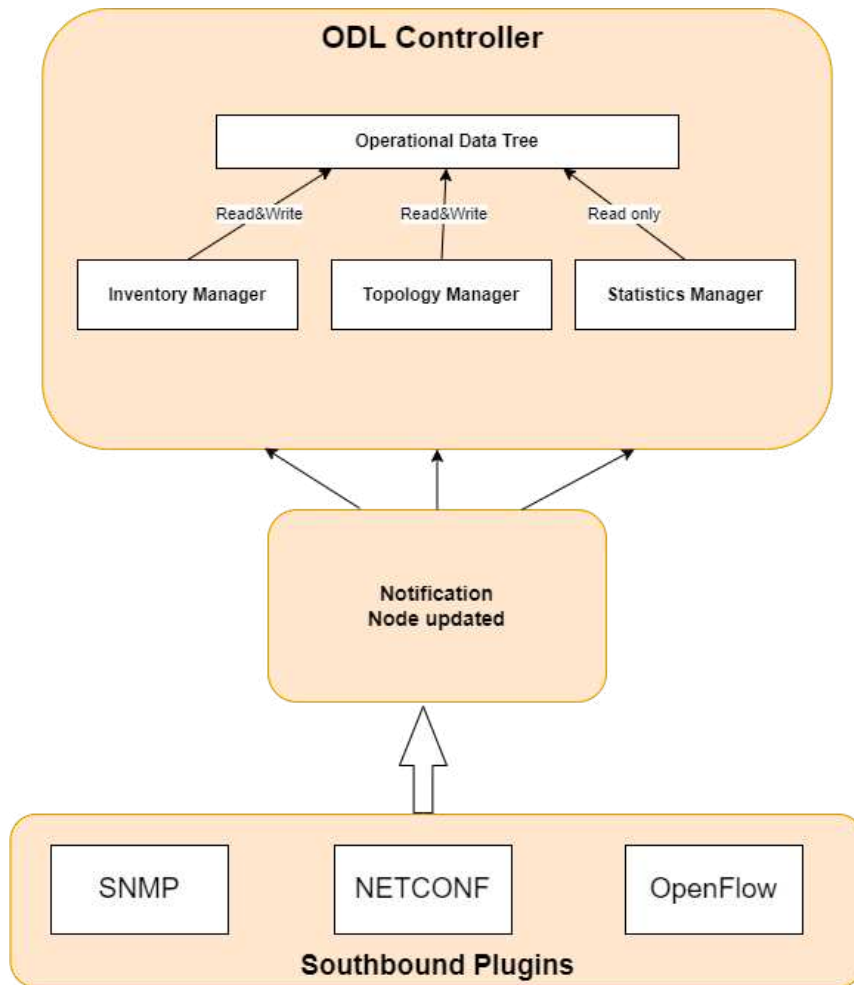 ODL Controller
Operational Data Tree
Read&Write
Read&Write
Read only
Inventory Manager
Topology Manager
Statistics Manager
Notification
Node updated
SNMP
NETCONF
OpenFlow
Southbound Plugins